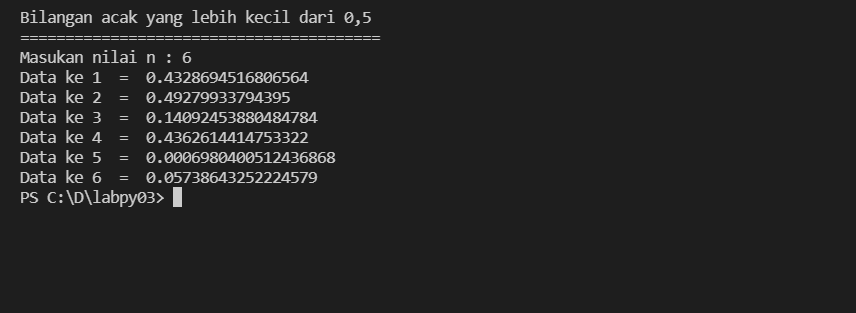 Bilangan acak yang lebih kecil dari 0,5
========================================
Masukan nilai n : 6
Data ke 1  =  0.4328694516806564
Data ke 2  =  0.49279933794395
Data ke 3  =  0.14092453880484784
Data ke 4  =  0.4362614414753322
Data ke 5  =  0.0006980400512436868
Data ke 6  =  0.05738643252224579
PS C:\D\labpy03>